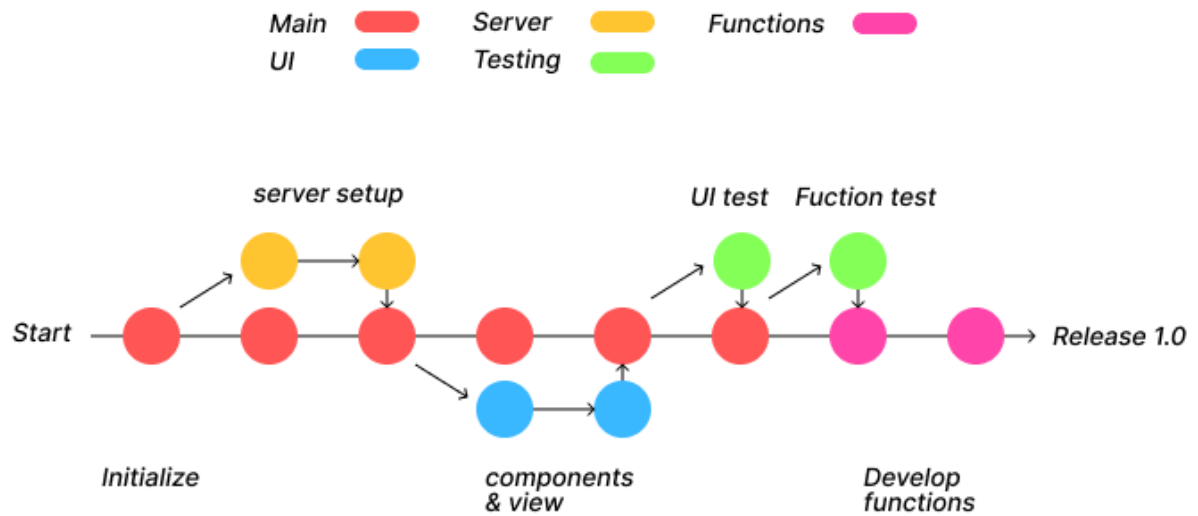 Main
Server
Functions
UI
Testing
server setup
UI test
Fuction test
Start
Release 1.0
Initialize
components
& view
Develop
functions